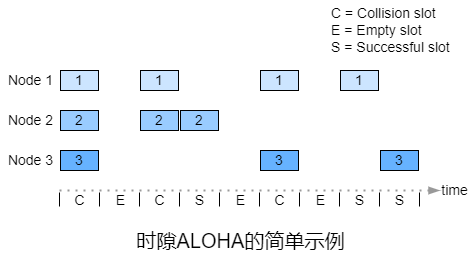 C = Collision slot
E = Empty slot
S = Successful slot
Node 1 1 1 1 1
Node 2 2 2 2
Node 3 3 3 3
time
C E C S E C E S S
时隙ALOHA的简单示例